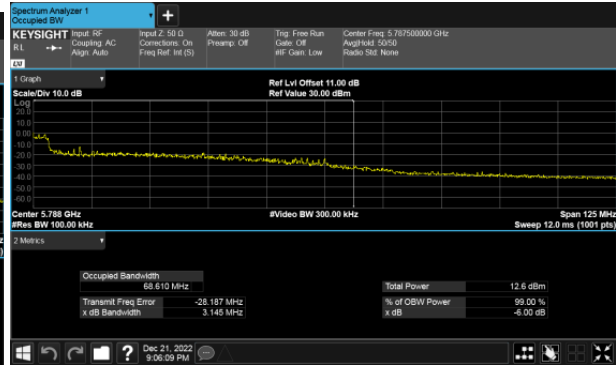 Spectrum Analyzer 1
Occupied BW
+
KEYSIGHT
RL
LXI
Input: RF
Coupling: AC
Align: Auto
Input Z: 50 Ω
Corrections: On
Freq Ref: Int (S)
Atten: 30 dB
Preamp: Off
Trig: Free Run
Gate: Off
#IF Gain: Low
Center Freq: 5.787500000 GHz
Avg|Hold: 50/50
Radio Std: None
1 Graph
Scale/Div 10.0 dB
Ref Lvl Offset 11.00 dB
Ref Value 30.00 dBm
Log
20.0
10.0
0.00
-10.0
-20.0
-30.0
-40.0
-50.0
-60.0
Center 5.788 GHz
#Video BW 300.00 kHz
Span 125 MHz
#Res BW 100.00 kHz
Sweep 12.0 ms (1001 pts)
2 Metrics
Occupied Bandwidth
68.610 MHz
Total Power 12.6 dBm
Transmit Freq Error -28.187 MHz
% of OBW Power 99.00 %
x dB Bandwidth 3.145 MHz
x dB -6.00 dB
?
Dec 21, 2022
9:06:09 PM